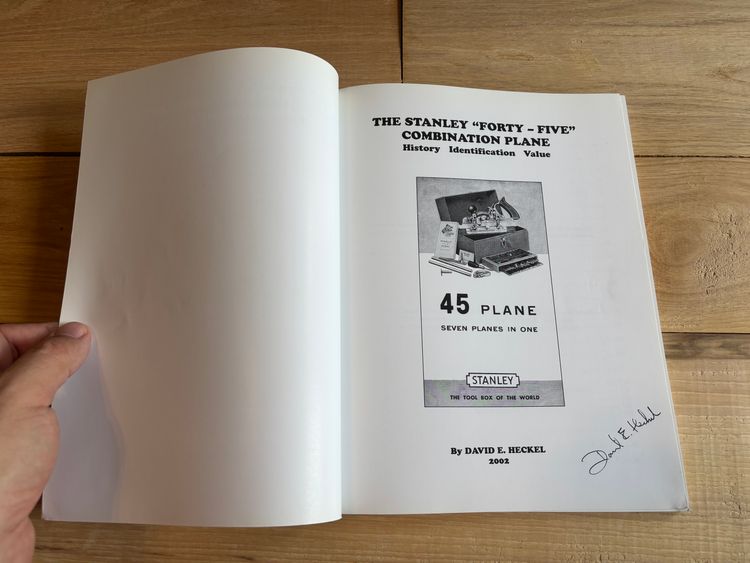 THE STANLEY "FORTY – FIVE"
COMBINATION PLANE
History Identification Value
45 PLANE
SEVEN PLANES IN ONE
STANLEY
THE TOOL BOX OF THE WORLD
By DAVID E. HECKEL
2002
David E. Heckel